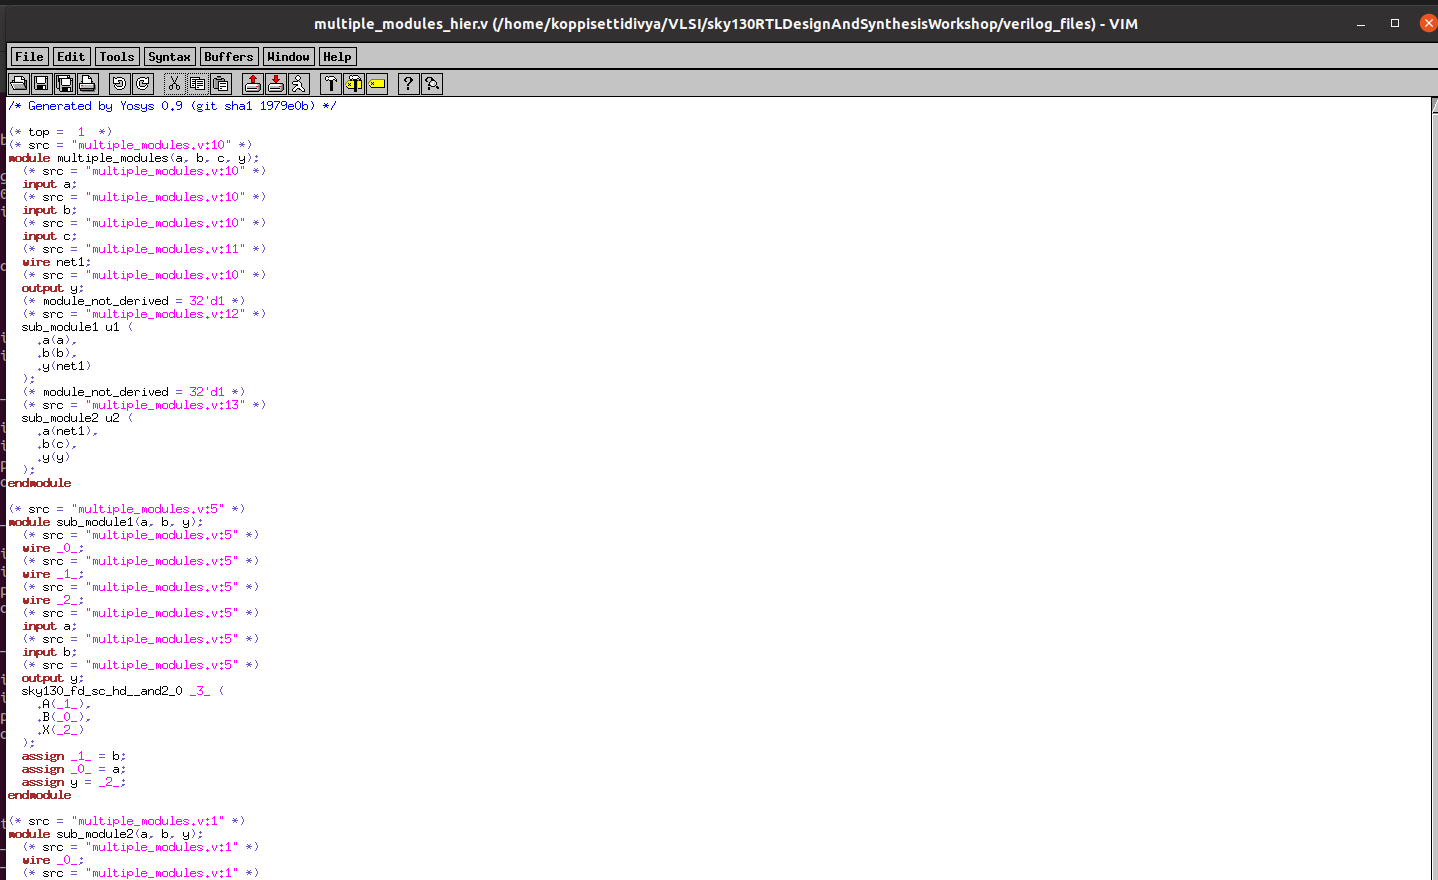 multiple_modules_hier.v (/home/koppisettidivya/VLSI/sky130RTLDesignAndSynthesisWorkshop/verilog_files) - VIM
File Edit Tools Syntax Buffers Window Help
/* Generated by Yosys 0.9 (git sha1 1979e0b) */
(* top =  1  *)
(* src = "multiple_modules.v:10" *)
module multiple_modules(a, b, c, y);
  (* src = "multiple_modules.v:10" *)
  input a;
  (* src = "multiple_modules.v:10" *)
  input b;
  (* src = "multiple_modules.v:10" *)
  input c;
  (* src = "multiple_modules.v:11" *)
  wire net1;
  (* src = "multiple_modules.v:10" *)
  output y;
  (* module_not_derived = 32'd1 *)
  (* src = "multiple_modules.v:12" *)
  sub_module1 u1 (
    .a(a),
    .b(b),
    .y(net1)
  );
  (* module_not_derived = 32'd1 *)
  (* src = "multiple_modules.v:13" *)
  sub_module2 u2 (
    .a(net1),
    .b(c),
    .y(y)
  );
endmodule
(* src = "multiple_modules.v:5" *)
module sub_module1(a, b, y);
  (* src = "multiple_modules.v:5" *)
  wire _0_;
  (* src = "multiple_modules.v:5" *)
  wire _1_;
  (* src = "multiple_modules.v:5" *)
  wire _2_;
  (* src = "multiple_modules.v:5" *)
  input a;
  (* src = "multiple_modules.v:5" *)
  input b;
  (* src = "multiple_modules.v:5" *)
  output y;
  sky130_fd_sc_hd__and2_0 _3_ (
    .A(_1_),
    .B(_0_),
    .X(_2_)
  );
  assign _1_ = b;
  assign _0_ = a;
  assign y = _2_;
endmodule
(* src = "multiple_modules.v:1" *)
module sub_module2(a, b, y);
  (* src = "multiple_modules.v:1" *)
  wire _0_;
  (* src = "multiple_modules.v:1" *)